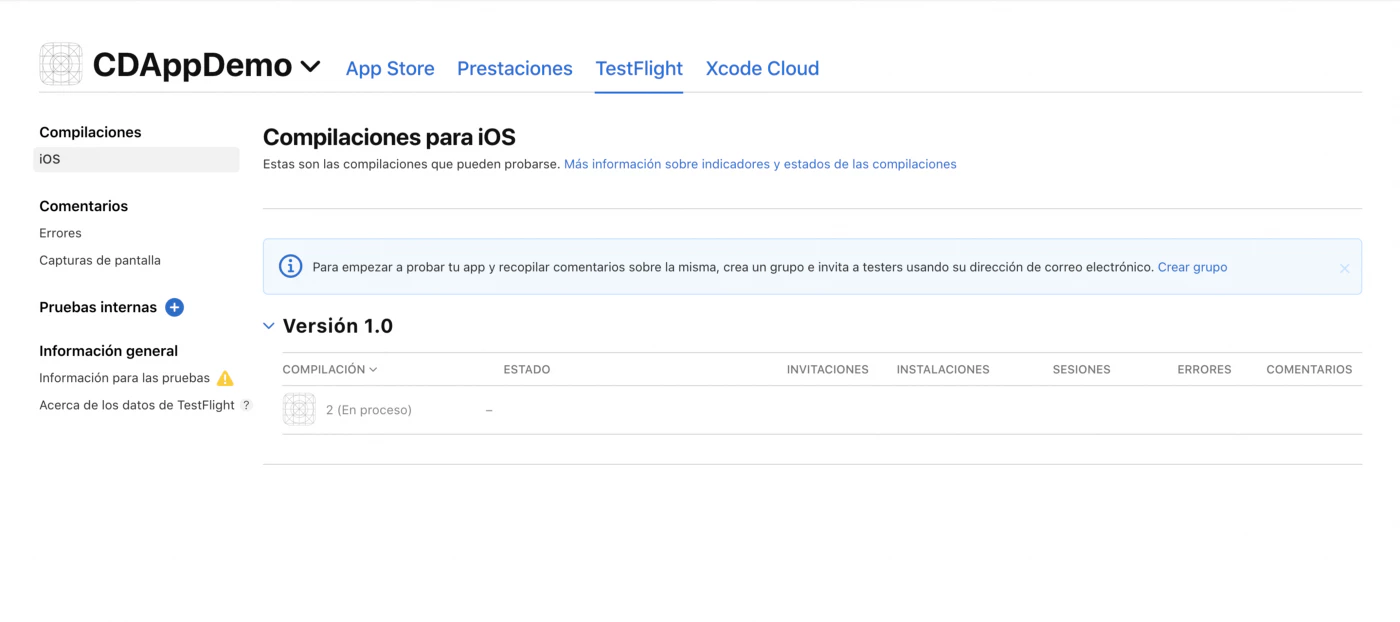 CDAppDemo App Store Prestaciones TestFlight Xcode Cloud
Compilaciones
iOS
Comentarios
Errores
Capturas de pantalla
Pruebas internas
Información general
Información para las pruebas
Acerca de los datos de TestFlight ?
Compilaciones para iOS
Estas son las compilaciones que pueden probarse. Más información sobre indicadores y estados de las compilaciones
Para empezar a probar tu app y recopilar comentarios sobre la misma, crea un grupo e invita a testers usando su dirección de correo electrónico. Crear grupo
Versión 1.0
COMPILACIÓN ESTADO INVITACIONES INSTALACIONES SESIONES ERRORES COMENTARIOS
2 (En proceso) –